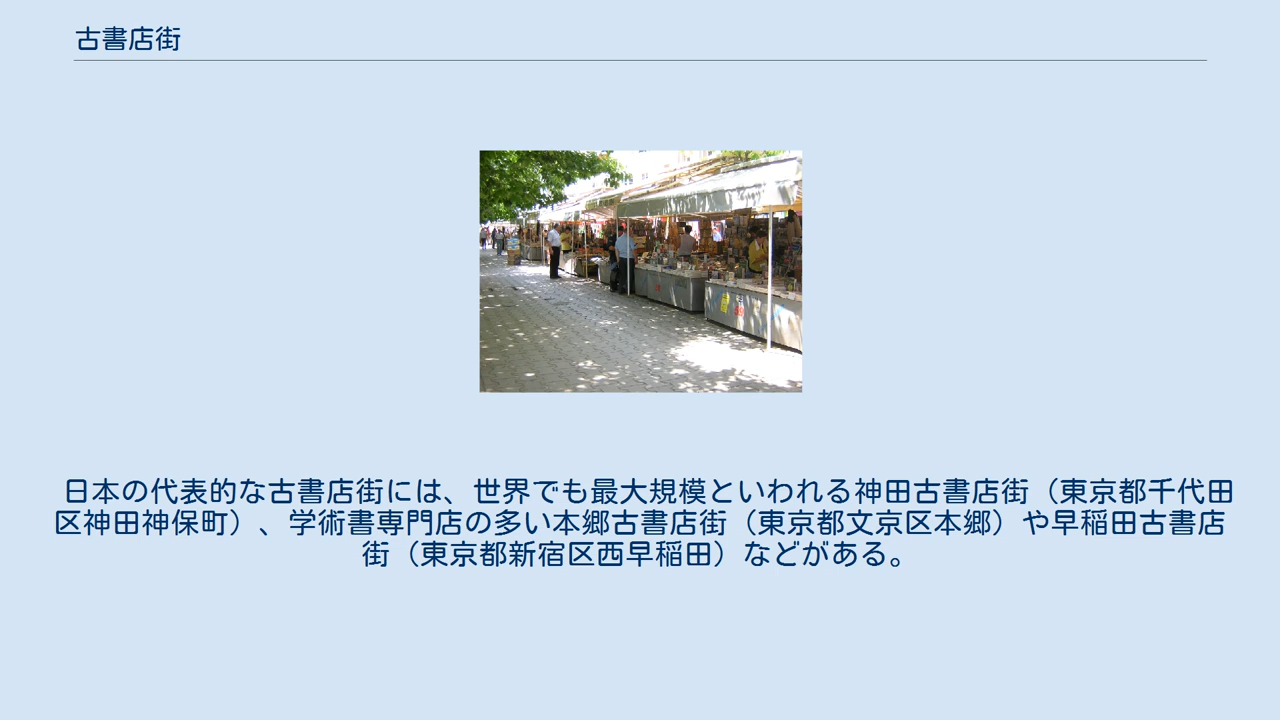 古書店街
日本の代表的な古書店街には、世界でも最大規模といわれる神田古書店街（東京都千代田
区神田神保町）、学術書専門店の多い本郷古書店街（東京都文京区本郷）や早稲田古書店
街（東京都新宿区西早稲田）などがある。